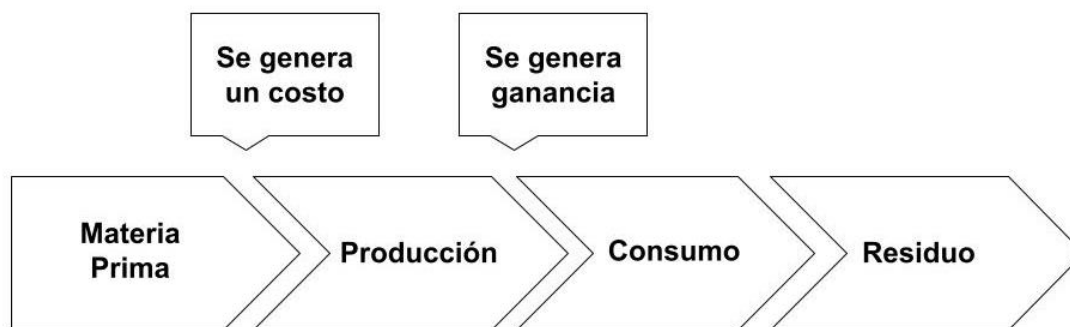 Se genera
un costo
Se genera
ganancia
Materia
Prima
Producción
Consumo
Residuo